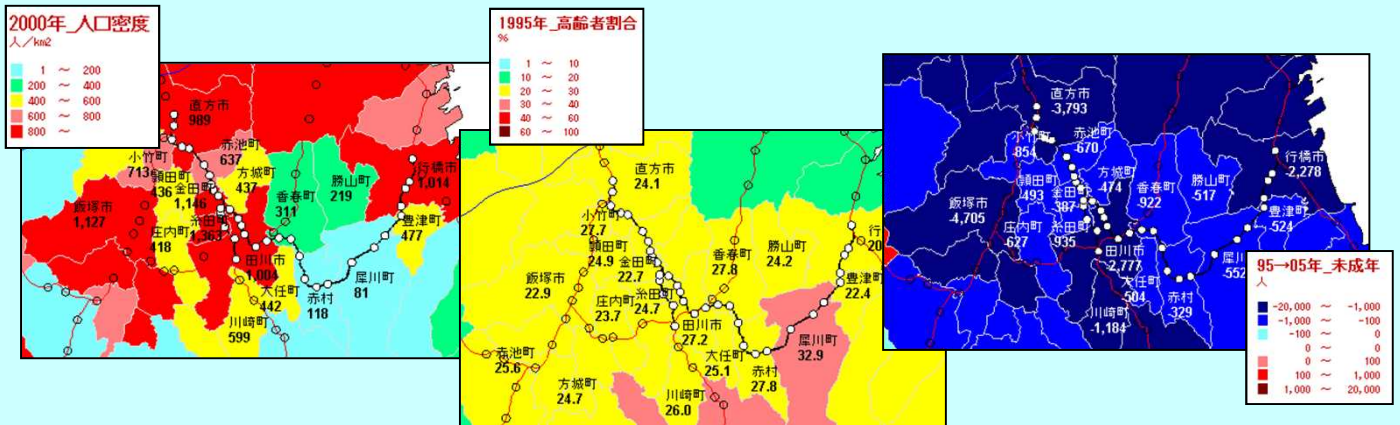 2000年_人口密度
人／km2
1 ～ 200
200 ～ 400
400 ～ 600
600 ～ 800
800 ～
直方市
989
赤池町
637
小竹町
713
頴田町
436
金田町
1,146
方城町
437
香春町
311
勝山町
219
行橋市
1,014
飯塚市
1,127
庄内町
418
糸田町
1,363
豊津町
477
田川市
1,004
犀川町
81
大任町
442
赤村
118
川崎町
599
1995年_高齢者割合
%
1 ～ 10
10 ～ 20
20 ～ 30
30 ～ 40
40 ～ 60
60 ～ 100
直方市
24.1
小竹町
27.7
頴田町
24.9
金田町
22.7
香春町
27.8
勝山町
24.2
行
20
飯塚市
22.9
庄内町
23.7
糸田町
24.7
豊津町
22.4
田川市
27.2
犀川町
32.9
赤池町
25.6
大任町
25.1
赤村
27.8
方城町
24.7
川崎町
26.0
直方市
-3,793
小竹町
854
赤池町
-670
行橋市
-2,278
頴田町
493
金田町
387
方城町
-474
香春町
-922
勝山町
-517
飯塚市
-4,705
庄内町
627
糸田町
935
豊津町
-524
田川市
-2,777
犀川
-552
大任町
504
赤村
-329
川崎町
-1,184
95→05年_未成年
人
-20,000 ～ -1,000
-1,000 ～ -100
-100 ～ 0
0 ～ 0
0 ～ 100
100 ～ 1,000
1,000 ～ 20,000